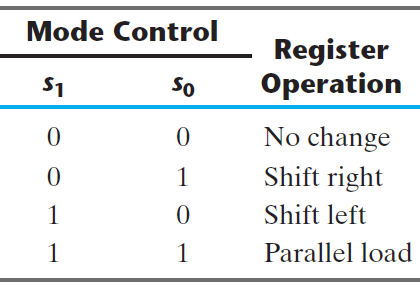 Mode Control
Register
s1 s0 Operation
0 0 No change
0 1 Shift right
1 0 Shift left
1 1 Parallel load